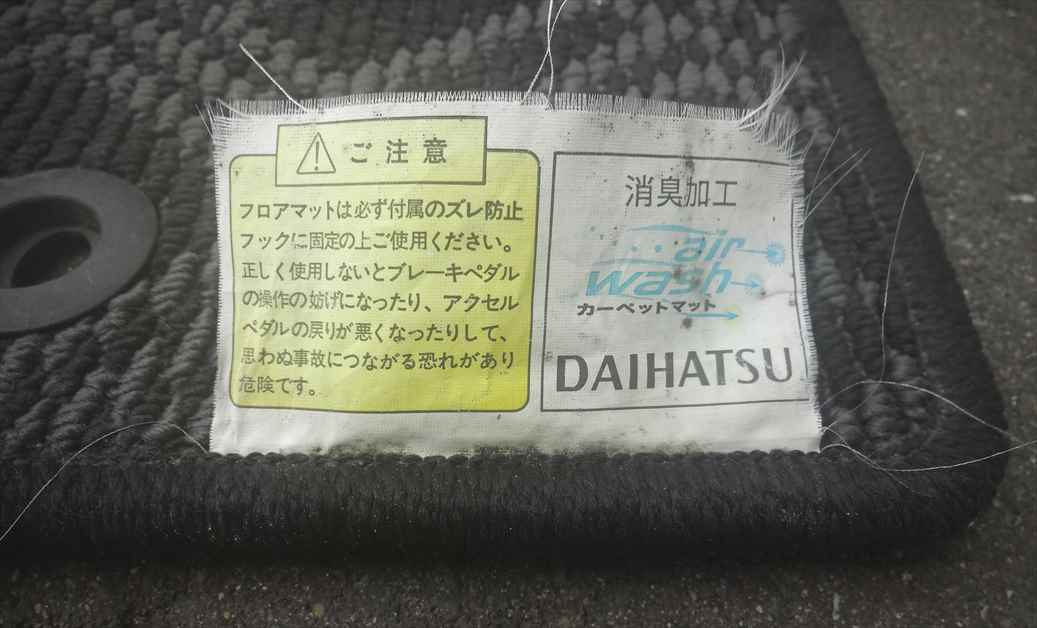 ご注意
フロアマットは必ず付属のズレ防止
フックに固定の上ご使用ください。
正しく使用しないとブレーキペダル
の操作の妨げになったり、アクセル
ペダルの戻りが悪くなったりして、
思わぬ事故につながる恐れがあり
危険です。
消臭加工
air
wash
カーペットマット
DAIHATSU